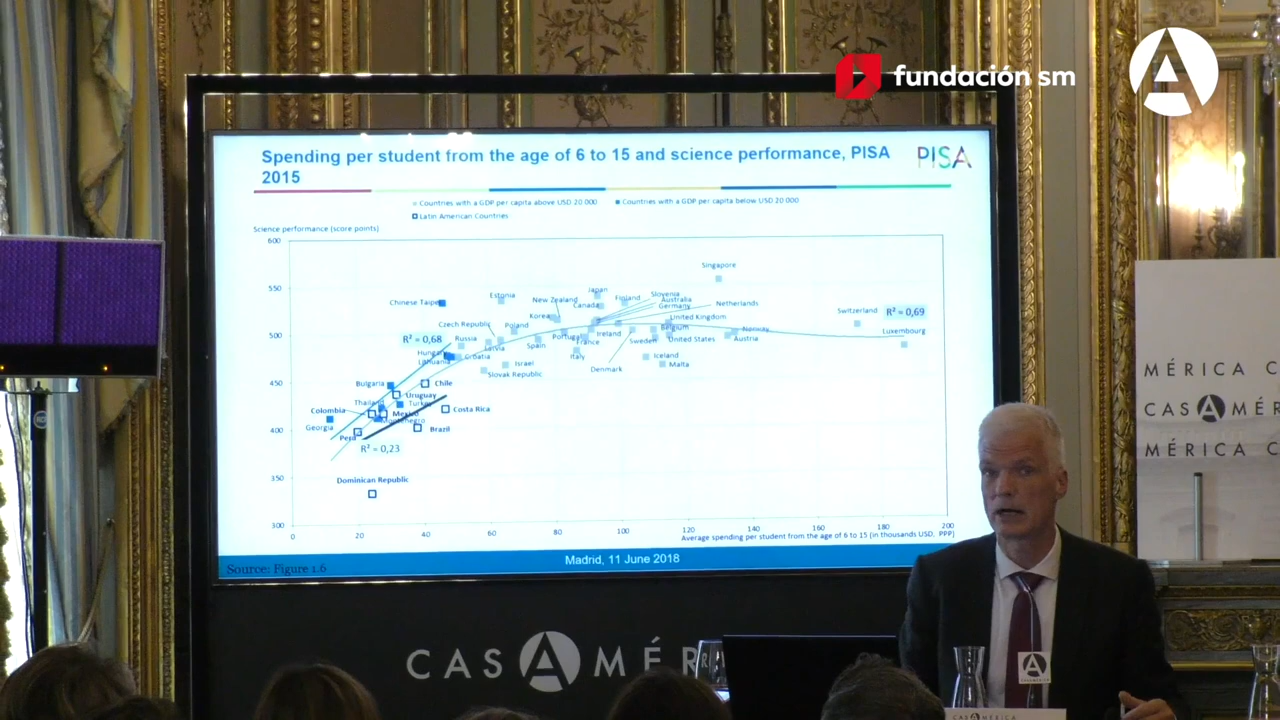 fundación sm
Spending per student from the age of 6 to 15 and science performance, PISA
2015
PISA
Countries with a GDP per capita above USD 20 000
Countries with a GDP per capita below USD 20 000
Latin American Countries
Science performance (score points)
600
550
500
450
400
350
300
0
20
40
60
80
100
120
140
160
180
200
Average spending per student from the age of 6 to 15 (in thousands USD, PPP)
Singapore
Chinese Taipei
Estonia
Japan
New Zealand
Canada
Finland
Slovenia
Australia
Germany
Netherlands
Korea
United Kingdom
Switzerland
R² = 0,69
Luxembourg
Czech Republic
Poland
Portugal
Ireland
Belgium
Norway
R² = 0,68
Russia
Latvia
Spain
France
Sweden
United States
Austria
Lithuania
Croatia
Italy
Iceland
Israel
Denmark
Malta
Slovak Republic
Bulgaria
Chile
Uruguay
Thailand
Turkey
Colombia
Mexico
Costa Rica
Georgia
Montenegro
Brazil
Peru
R² = 0,23
Dominican Republic
Source: Figure 1.6
Madrid, 11 June 2018
CASAMÉR
MÉRICA C
CASAMÉR
MÉRICA C
CASAMÉRICA